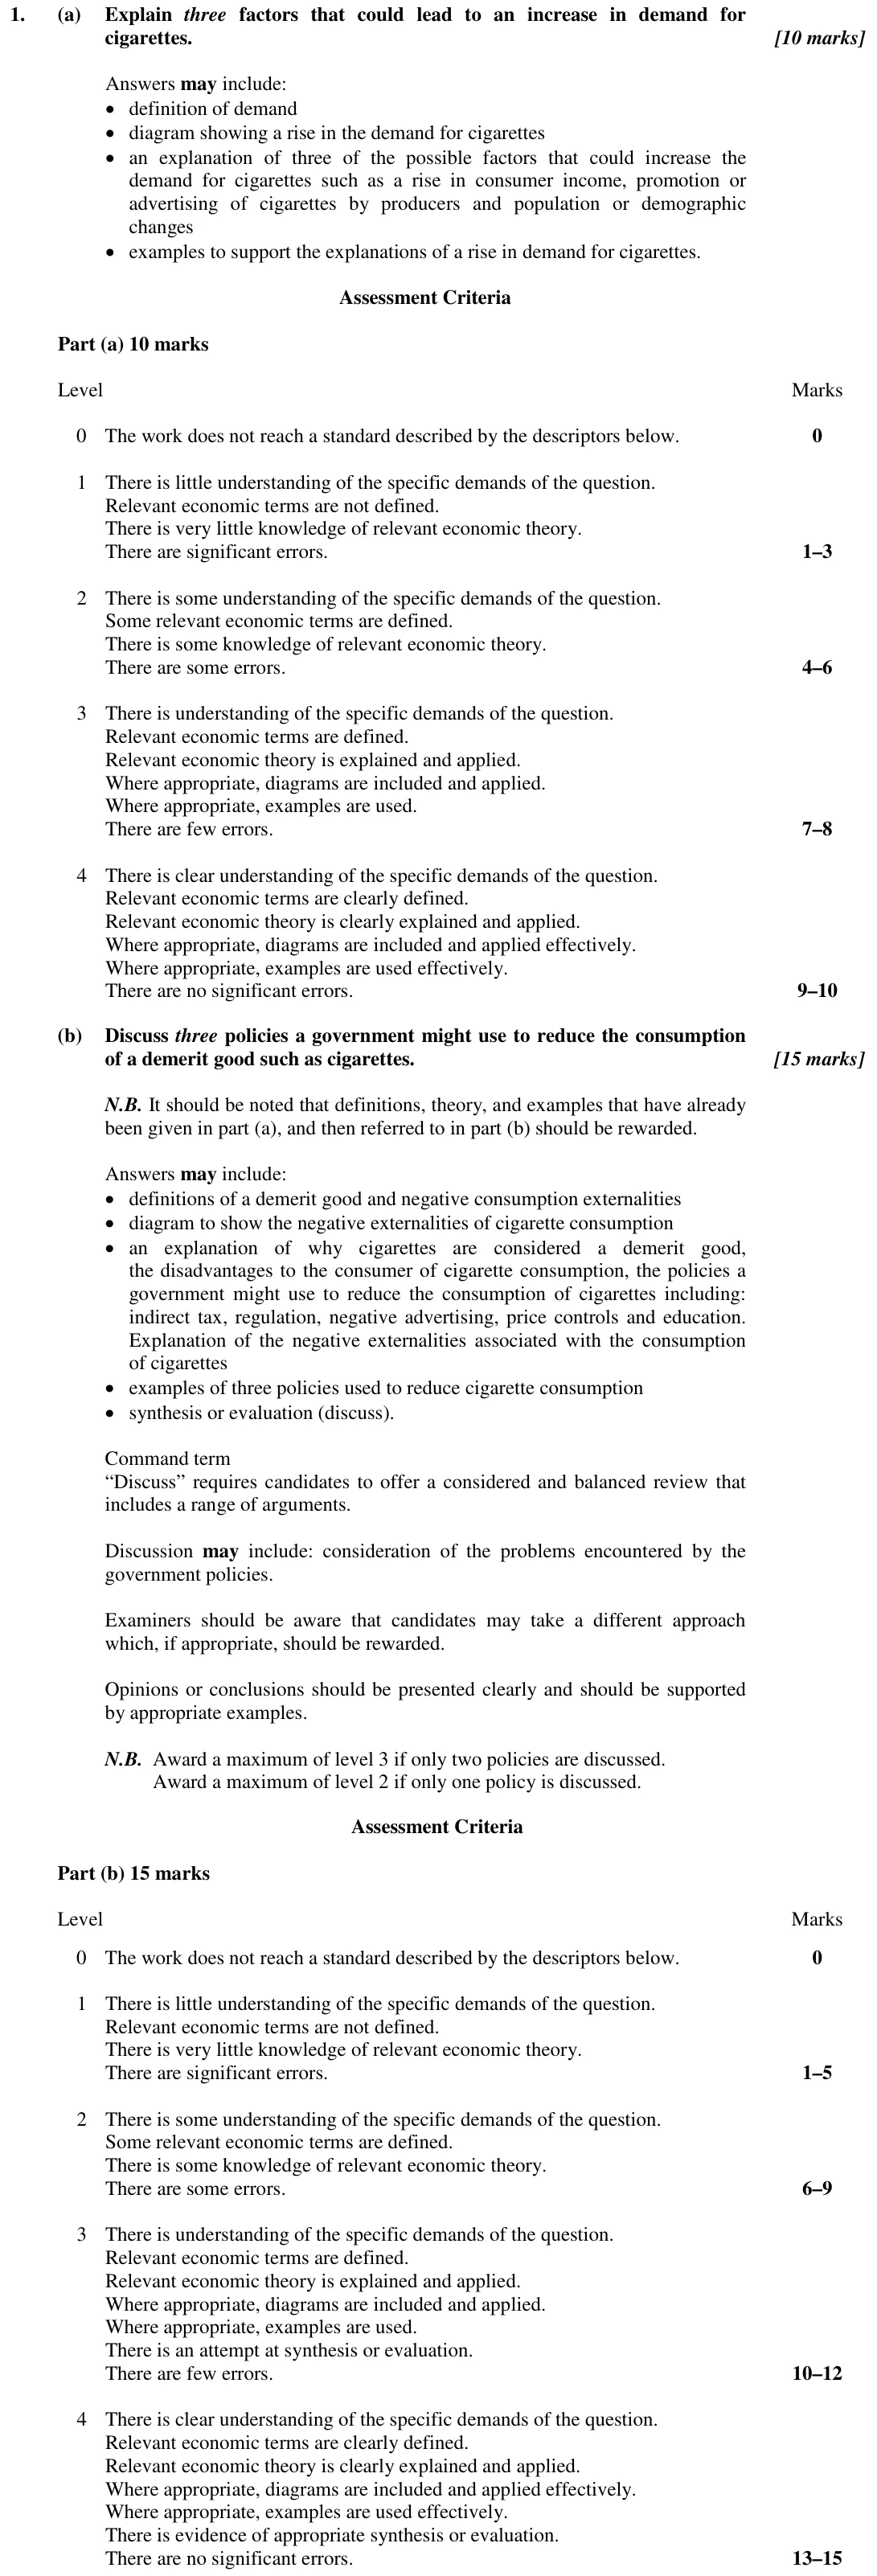 1. (a) Explain three factors that could lead to an increase in demand for
cigarettes. [10 marks]
Answers may include:
• definition of demand
• diagram showing a rise in the demand for cigarettes
• an explanation of three of the possible factors that could increase the
demand for cigarettes such as a rise in consumer income, promotion or
advertising of cigarettes by producers and population or demographic
changes
• examples to support the explanations of a rise in demand for cigarettes.
Assessment Criteria
Part (a) 10 marks
Level Marks
0 The work does not reach a standard described by the descriptors below. 0
1 There is little understanding of the specific demands of the question.
Relevant economic terms are not defined.
There is very little knowledge of relevant economic theory.
There are significant errors. 1–3
2 There is some understanding of the specific demands of the question.
Some relevant economic terms are defined.
There is some knowledge of relevant economic theory.
There are some errors. 4–6
3 There is understanding of the specific demands of the question.
Relevant economic terms are defined.
Relevant economic theory is explained and applied.
Where appropriate, diagrams are included and applied.
Where appropriate, examples are used.
There are few errors. 7–8
4 There is clear understanding of the specific demands of the question.
Relevant economic terms are clearly defined.
Relevant economic theory is clearly explained and applied.
Where appropriate, diagrams are included and applied effectively.
Where appropriate, examples are used effectively.
There are no significant errors. 9–10
(b) Discuss three policies a government might use to reduce the consumption
of a demerit good such as cigarettes. [15 marks]
N.B. It should be noted that definitions, theory, and examples that have already
been given in part (a), and then referred to in part (b) should be rewarded.
Answers may include:
• definitions of a demerit good and negative consumption externalities
• diagram to show the negative externalities of cigarette consumption
• an explanation of why cigarettes are considered a demerit good,
the disadvantages to the consumer of cigarette consumption, the policies a
government might use to reduce the consumption of cigarettes including:
indirect tax, regulation, negative advertising, price controls and education.
Explanation of the negative externalities associated with the consumption
of cigarettes
• examples of three policies used to reduce cigarette consumption
• synthesis or evaluation (discuss).
Command term
“Discuss” requires candidates to offer a considered and balanced review that
includes a range of arguments.
Discussion may include: consideration of the problems encountered by the
government policies.
Examiners should be aware that candidates may take a different approach
which, if appropriate, should be rewarded.
Opinions or conclusions should be presented clearly and should be supported
by appropriate examples.
N.B. Award a maximum of level 3 if only two policies are discussed.
Award a maximum of level 2 if only one policy is discussed.
Assessment Criteria
Part (b) 15 marks
Level Marks
0 The work does not reach a standard described by the descriptors below. 0
1 There is little understanding of the specific demands of the question.
Relevant economic terms are not defined.
There is very little knowledge of relevant economic theory.
There are significant errors. 1–5
2 There is some understanding of the specific demands of the question.
Some relevant economic terms are defined.
There is some knowledge of relevant economic theory.
There are some errors. 6–9
3 There is understanding of the specific demands of the question.
Relevant economic terms are defined.
Relevant economic theory is explained and applied.
Where appropriate, diagrams are included and applied.
Where appropriate, examples are used.
There is an attempt at synthesis or evaluation.
There are few errors. 10–12
4 There is clear understanding of the specific demands of the question.
Relevant economic terms are clearly defined.
Relevant economic theory is clearly explained and applied.
Where appropriate, diagrams are included and applied effectively.
Where appropriate, examples are used effectively.
There is evidence of appropriate synthesis or evaluation.
There are no significant errors. 13–15